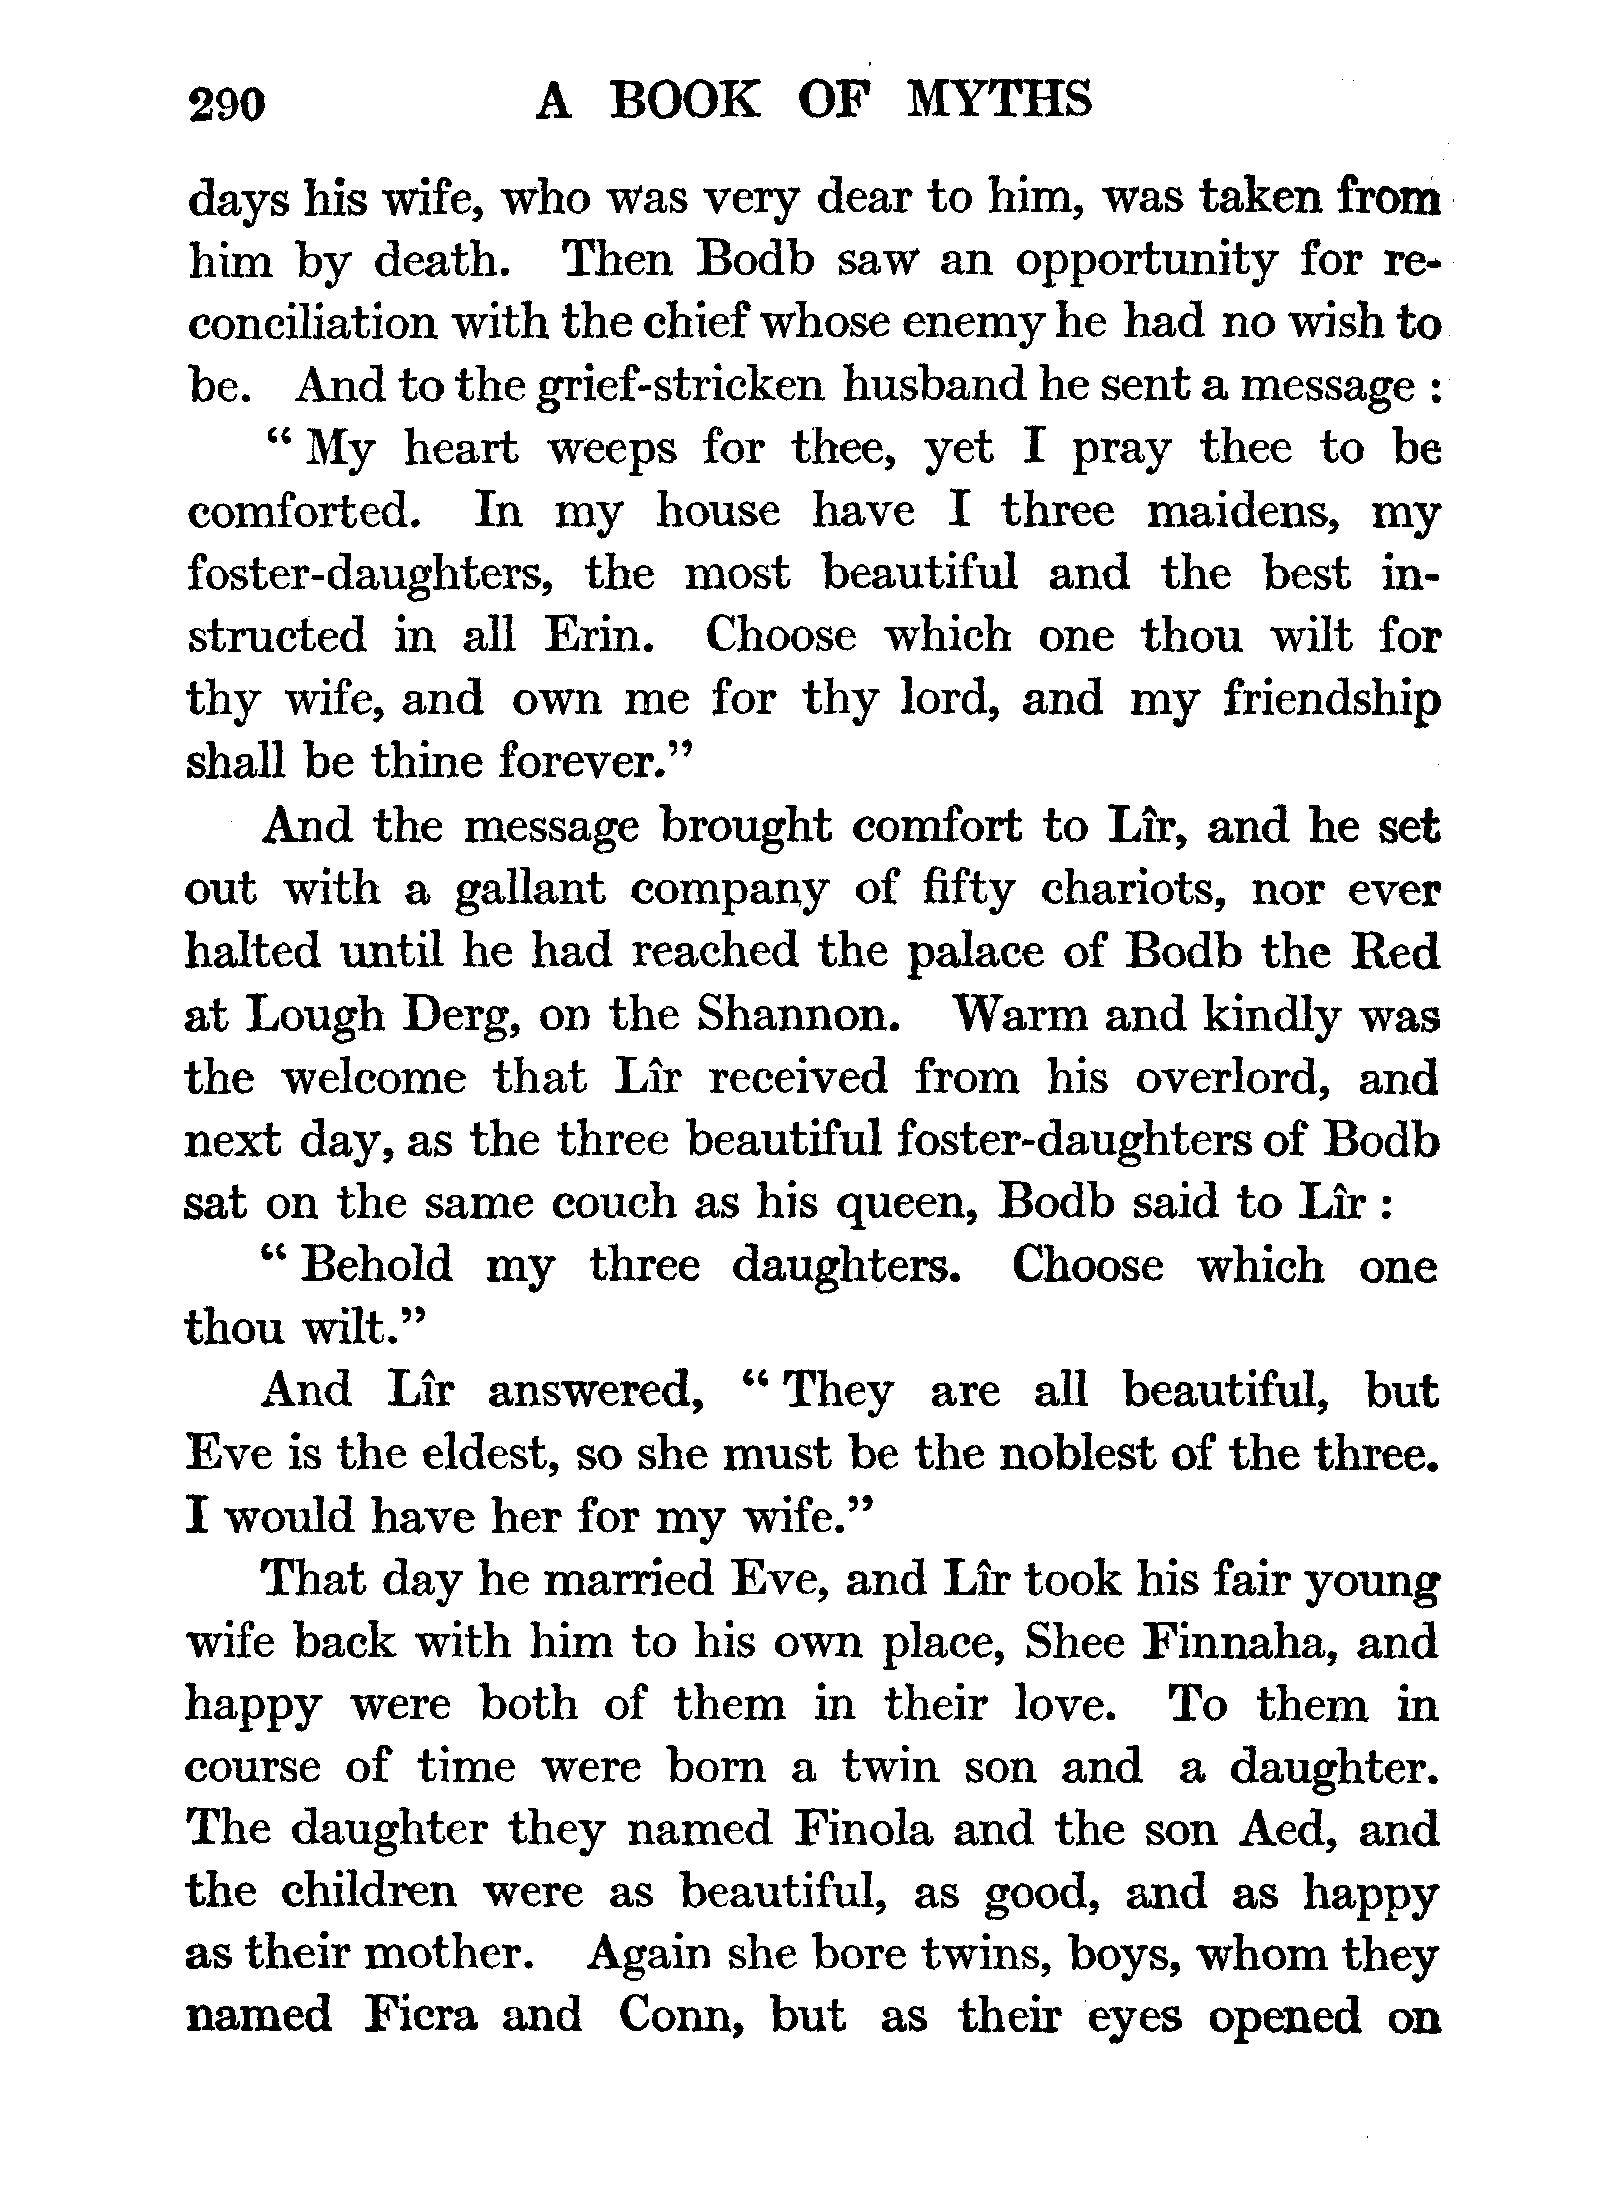 290 A BOOK OF MYTHS
days his wife, who was very dear to him, was taken from
him by death. Then Bodb saw an opportunity for re-
conciliation with the chief whose enemy he had no wish to
be. And to the grief-stricken husband he sent a message :
“ My heart weeps for thee, yet I pray thee to be
comforted. In my house have I three maidens, my
foster-daughters, the most beautiful and the best in-
structed in all Erin. Choose which one thou wilt for
thy wife, and own me for thy lord, and my friendship
shall be thine forever.”
And the message brought comfort to Lîr, and he set
out with a gallant company of fifty chariots, nor ever
halted until he had reached the palace of Bodb the Red
at Lough Derg, on the Shannon. Warm and kindly was
the welcome that Lîr received from his overlord, and
next day, as the three beautiful foster-daughters of Bodb
sat on the same couch as his queen, Bodb said to Lîr :
“ Behold my three daughters. Choose which one
thou wilt.”
And Lîr answered, “ They are all beautiful, but
Eve is the eldest, so she must be the noblest of the three.
I would have her for my wife.”
That day he married Eve, and Lîr took his fair young
wife back with him to his own place, Shee Finnaha, and
happy were both of them in their love. To them in
course of time were born a twin son and a daughter.
The daughter they named Finola and the son Aed, and
the children were as beautiful, as good, and as happy
as their mother. Again she bore twins, boys, whom they
named Ficra and Conn, but as their eyes opened on